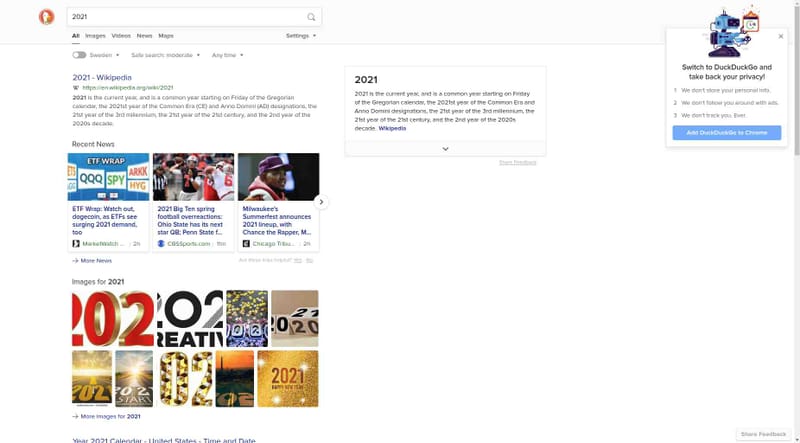 2021
All Images Videos News Maps Settings
Sweden Safe search: moderate Any time
2021 - Wikipedia
https://en.wikipedia.org/wiki/2021
2021 is the current year, and is a common year starting on Friday of the Gregorian
calendar, the 2021st year of the Common Era (CE) and Anno Domini (AD) designations, the
21st year of the 3rd millennium, the 21st year of the 21st century, and the 2nd year of the
2020s decade.
Recent News
ETF WRAP
QQQ SPY ARKK
HYG
ETF Wrap: Watch out,
dogecoin, as ETFs see
surging 2021 demand,
too
MarketWatch ... 2h
2021 Big Ten spring
football overreactions:
Ohio State has its next
star QB; Penn State f...
CBSSports.com 11m
Milwaukee's
Summerfest announces
2021 lineup, with
Chance the Rapper, M...
Chicago Tribu... 2h
→ More News
Are these links helpful? Yes No
Images for 2021
2021
HAPPY NEW YEAR
START
→ More Images for 2021
Year 2021 Calendar - United States - Time and Date
2021
2021 is the current year, and is a common year starting on Friday
of the Gregorian calendar, the 2021st year of the Common Era and
Anno Domini designations, the 21st year of the 3rd millennium, the
21st year of the 21st century, and the 2nd year of the 2020s
decade. Wikipedia
Share Feedback
Switch to DuckDuckGo and
take back your privacy!
1 We don't store your personal info.
2 We don't follow you around with ads.
3 We don't track you. Ever.
Add DuckDuckGo to Chrome
Share Feedback